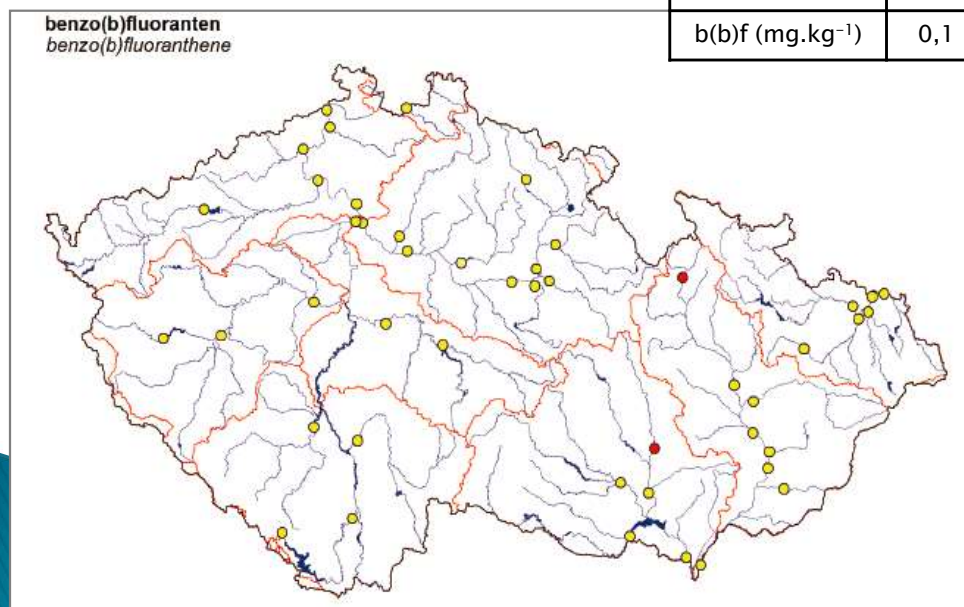 benzo(b)fluoranten
benzo(b)fluoranthene
b(b)f (mg.kg⁻¹) 0,1